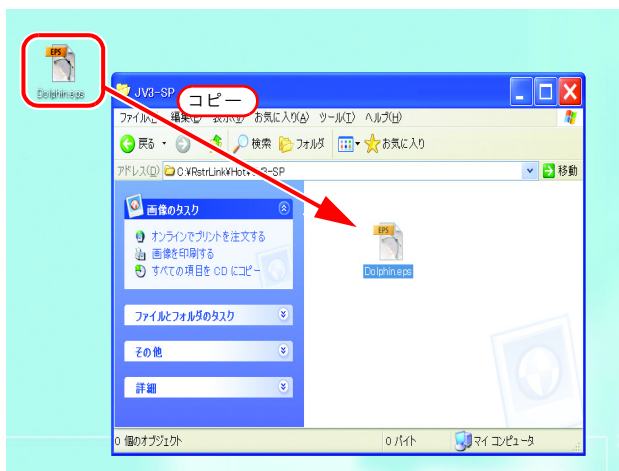 EPS
Dolphin.eps
JV3-SP
コピー
お気に入り(A) ツール(T) ヘルプ(H)
戻る 検索 フォルダ お気に入り
アドレス(D) C:¥RstrLink¥Hot¥ 移動
画像のタスク
オンラインでプリントを注文する
画像を印刷する
すべての項目を CD にコピー
EPS
Dolphin.eps
ファイルとフォルダのタスク
その他
詳細
0 個のオブジェクト 0 バイト マイ コンピュータ